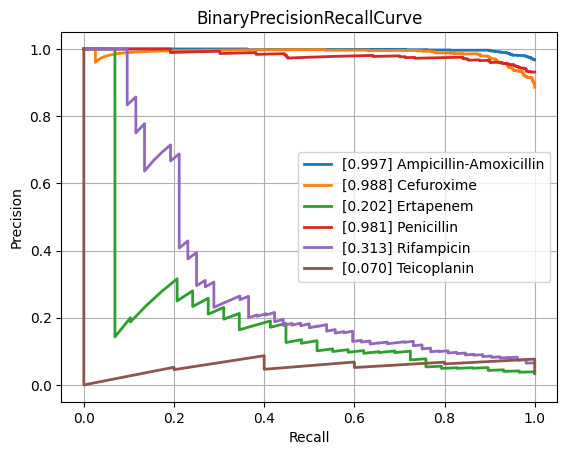 BinaryPrecisionRecallCurve
1.0
0.8
0.6
0.4
0.2
0.0
Precision
[0.997] Ampicillin-Amoxicillin
[0.988] Cefuroxime
[0.202] Ertapenem
[0.981] Penicillin
[0.313] Rifampicin
[0.070] Teicoplanin
0.0 0.2 0.4 0.6 0.8 1.0
Recall